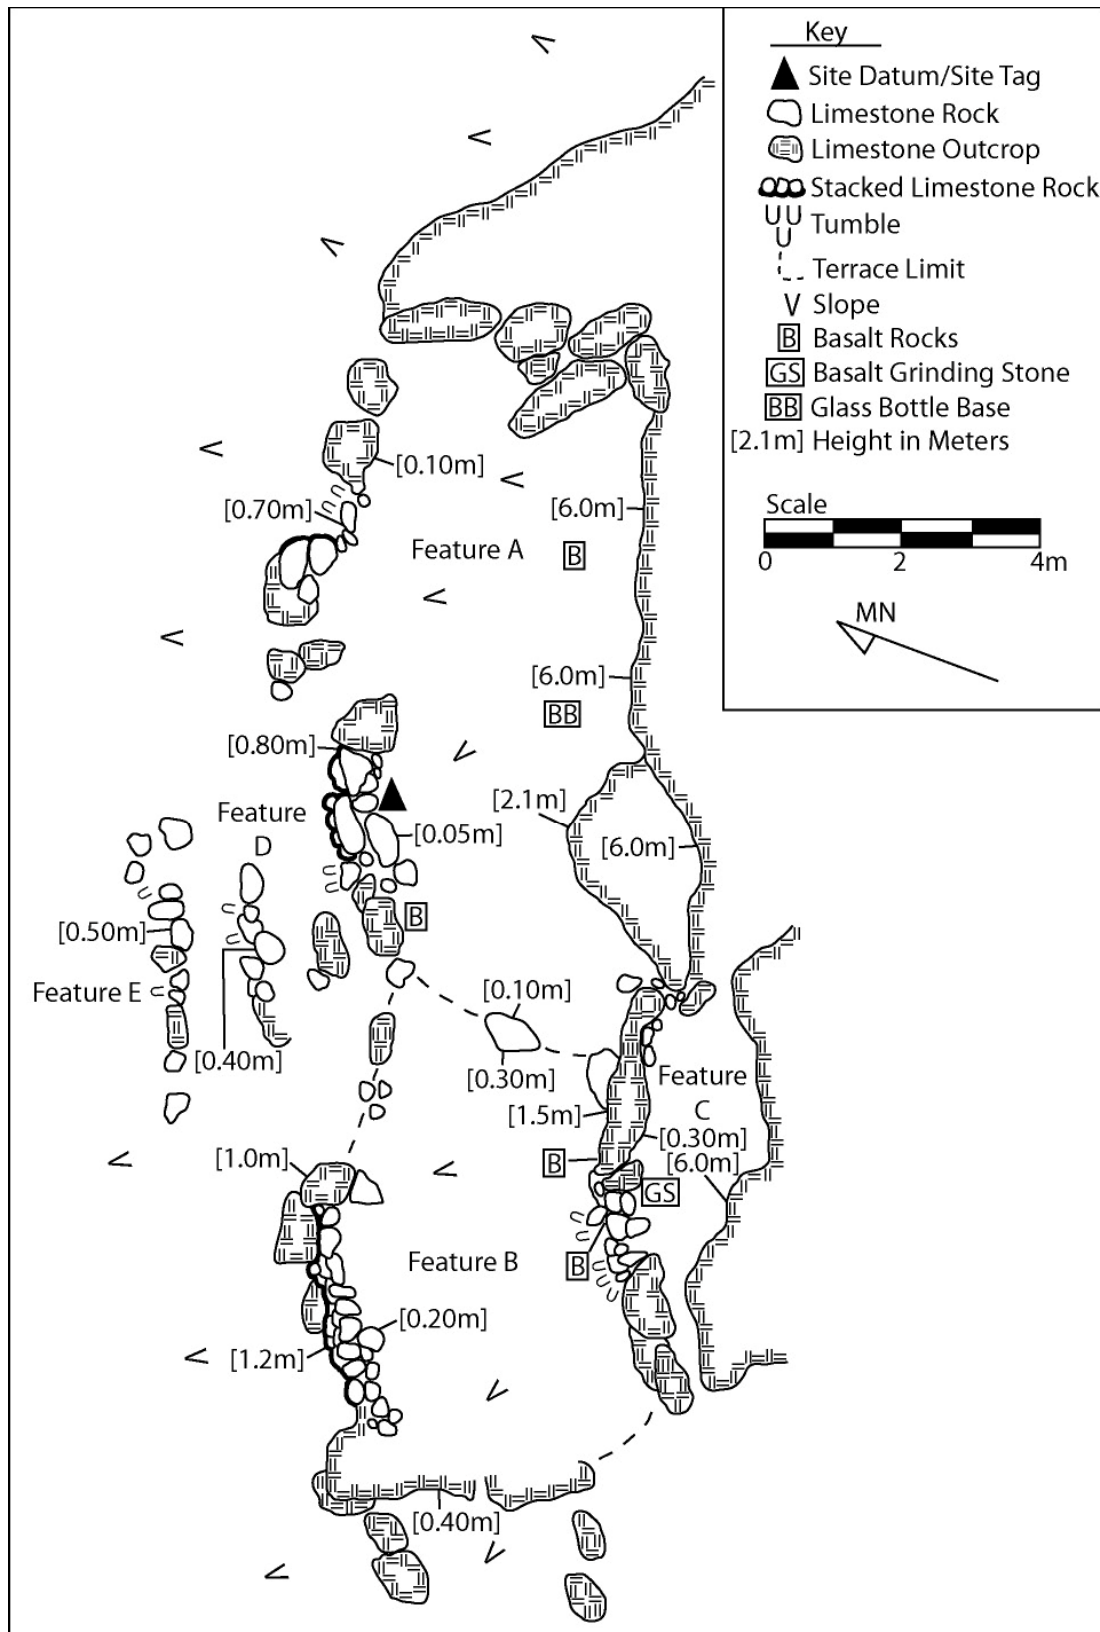 Key
Site Datum/Site Tag
Limestone Rock
Limestone Outcrop
Stacked Limestone Rock
Tumble
Terrace Limit
V Slope
B Basalt Rocks
GS Basalt Grinding Stone
BB Glass Bottle Base
[2.1m] Height in Meters
Scale
0 2 4m
MN
[0.10m]
[0.70m]
[6.0m]
Feature A
B
[6.0m]
BB
[0.80m]
[2.1m]
Feature
D
[0.05m]
[6.0m]
B
[0.50m]
Feature E
[0.10m]
[0.40m]
[0.30m]
Feature
C
[1.5m]
[0.30m]
[1.0m]
B
[6.0m]
GS
Feature B
B
[0.20m]
[1.2m]
[0.40m]